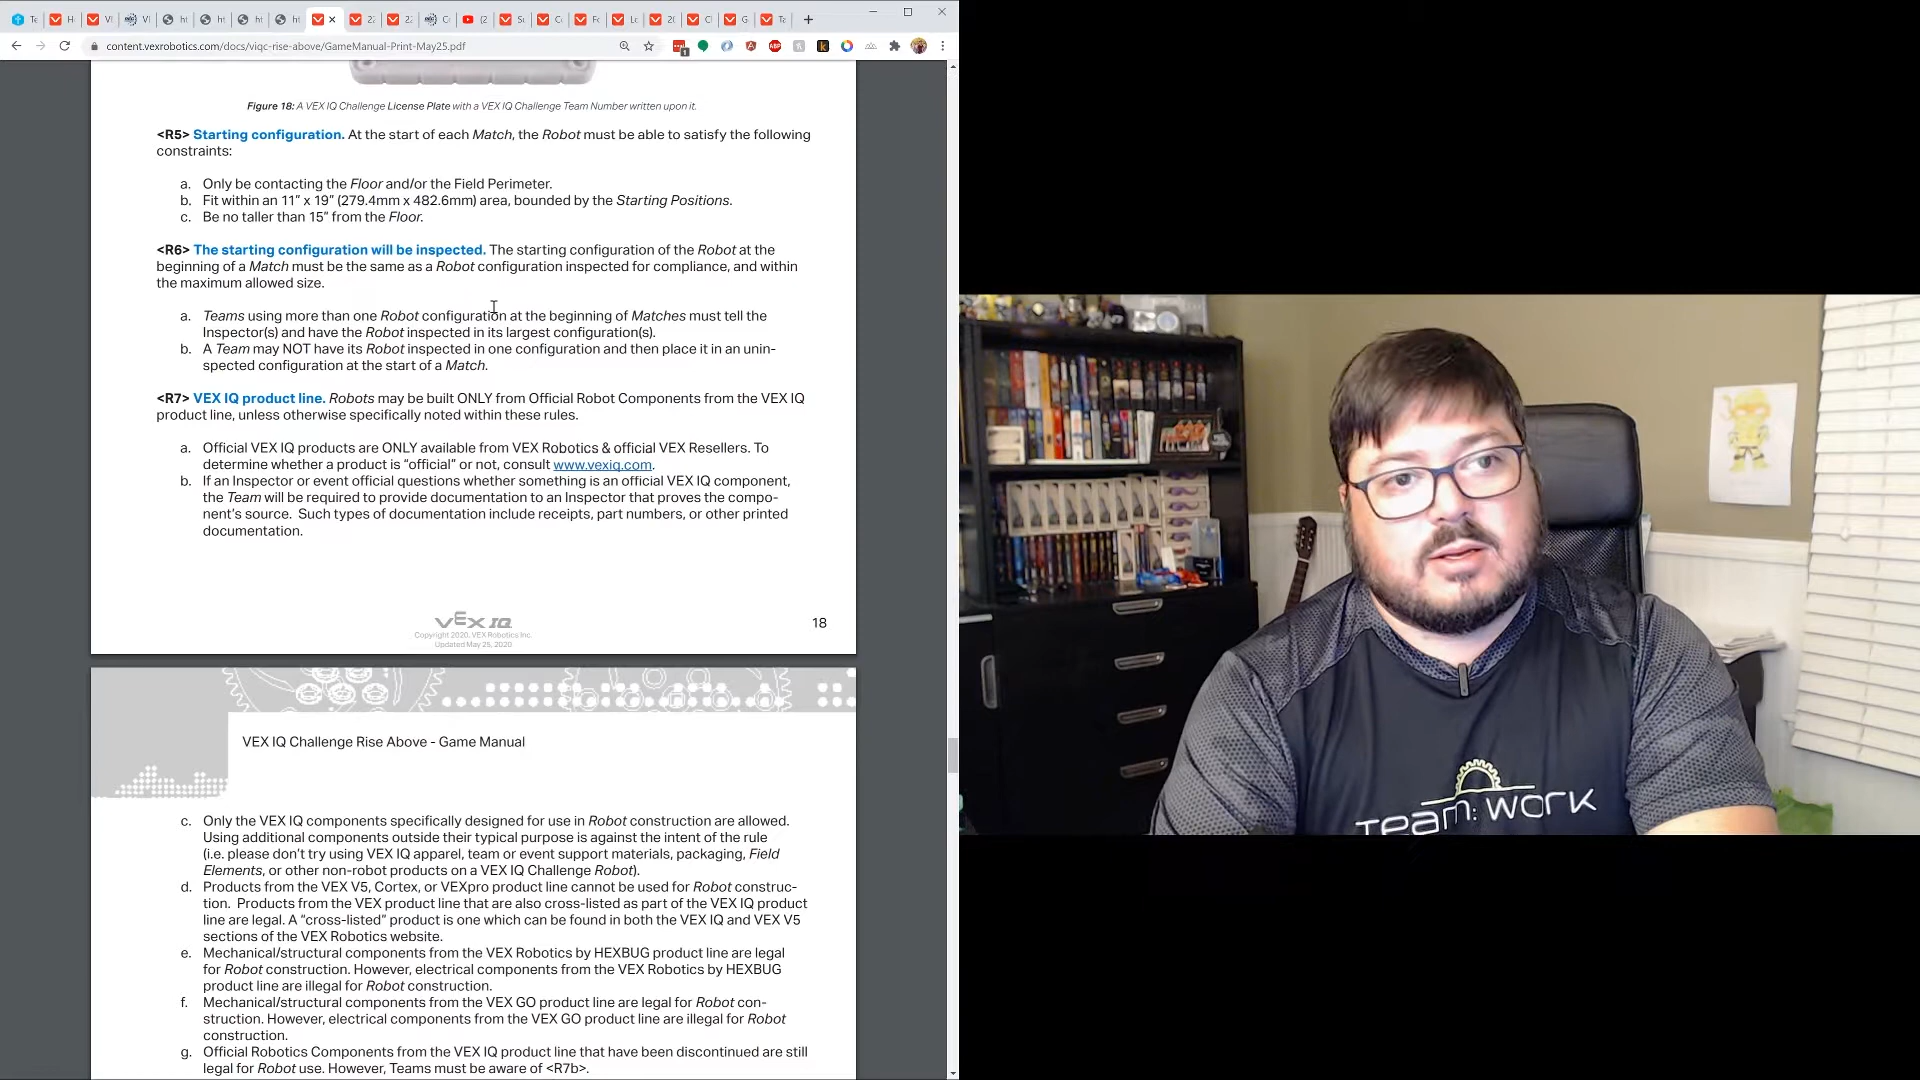 content.vexrobotics.com/docs/viqc-rise-above/GameManual-Print-May25.pdf
Figure 18: A VEX IQ Challenge License Plate with a VEX IQ Challenge Team Number written upon it.
<R5> Starting configuration. At the start of each Match, the Robot must be able to satisfy the following
constraints:
a. Only be contacting the Floor and/or the Field Perimeter.
b. Fit within an 11” x 19” (279.4mm x 482.6mm) area, bounded by the Starting Positions.
c. Be no taller than 15” from the Floor.
<R6> The starting configuration will be inspected. The starting configuration of the Robot at the
beginning of a Match must be the same as a Robot configuration inspected for compliance, and within
the maximum allowed size.
a. Teams using more than one Robot configuration at the beginning of Matches must tell the
Inspector(s) and have the Robot inspected in its largest configuration(s).
b. A Team may NOT have its Robot inspected in one configuration and then place it in an unin-
spected configuration at the start of a Match.
<R7> VEX IQ product line. Robots may be built ONLY from Official Robot Components from the VEX IQ
product line, unless otherwise specifically noted within these rules.
a. Official VEX IQ products are ONLY available from VEX Robotics & official VEX Resellers. To
determine whether a product is “official” or not, consult www.vexiq.com.
b. If an Inspector or event official questions whether something is an official VEX IQ component,
the Team will be required to provide documentation to an Inspector that proves the compo-
nent’s source. Such types of documentation include receipts, part numbers, or other printed
documentation.
VEX IQ
18
Copyright 2020, VEX Robotics Inc.
Updated May 25, 2020
VEX IQ Challenge Rise Above - Game Manual
c. Only the VEX IQ components specifically designed for use in Robot construction are allowed.
Using additional components outside their typical purpose is against the intent of the rule
(i.e. please don’t try using VEX IQ apparel, team or event support materials, packaging, Field
Elements, or other non-robot products on a VEX IQ Challenge Robot).
d. Products from the VEX V5, Cortex, or VEXpro product line cannot be used for Robot construc-
tion. Products from the VEX product line that are also cross-listed as part of the VEX IQ product
line are legal. A “cross-listed” product is one which can be found in both the VEX IQ and VEX V5
sections of the VEX Robotics website.
e. Mechanical/structural components from the VEX Robotics by HEXBUG product line are legal
for Robot construction. However, electrical components from the VEX Robotics by HEXBUG
product line are illegal for Robot construction.
f. Mechanical/structural components from the VEX GO product line are legal for Robot con-
struction. However, electrical components from the VEX GO product line are illegal for Robot
construction.
g. Official Robotics Components from the VEX IQ product line that have been discontinued are still
legal for Robot use. However, Teams must be aware of <R7b>.
Team:Work